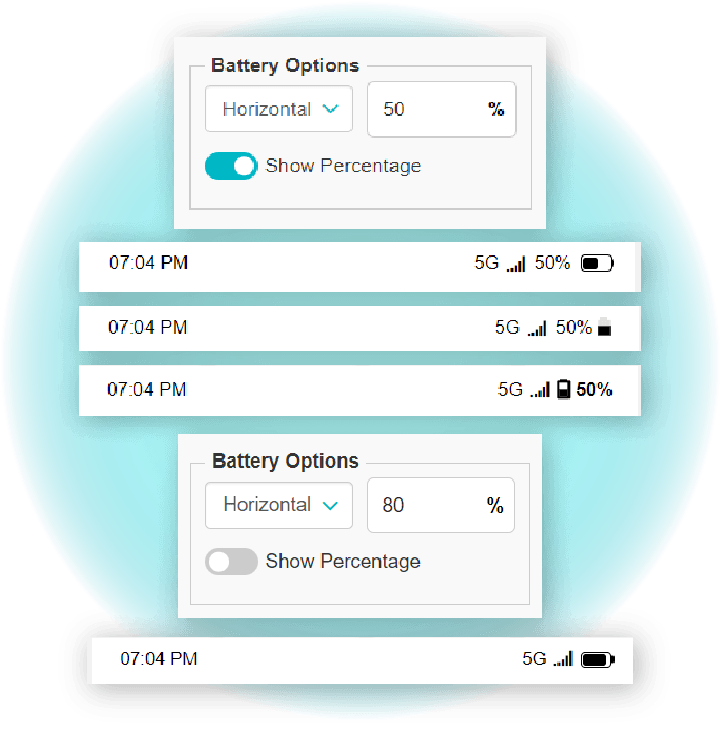 Battery Options
Horizontal 50 %
Show Percentage
07:04 PM 5G 50%
07:04 PM 5G 50%
07:04 PM 5G 50%
Battery Options
Horizontal 80 %
Show Percentage
07:04 PM 5G